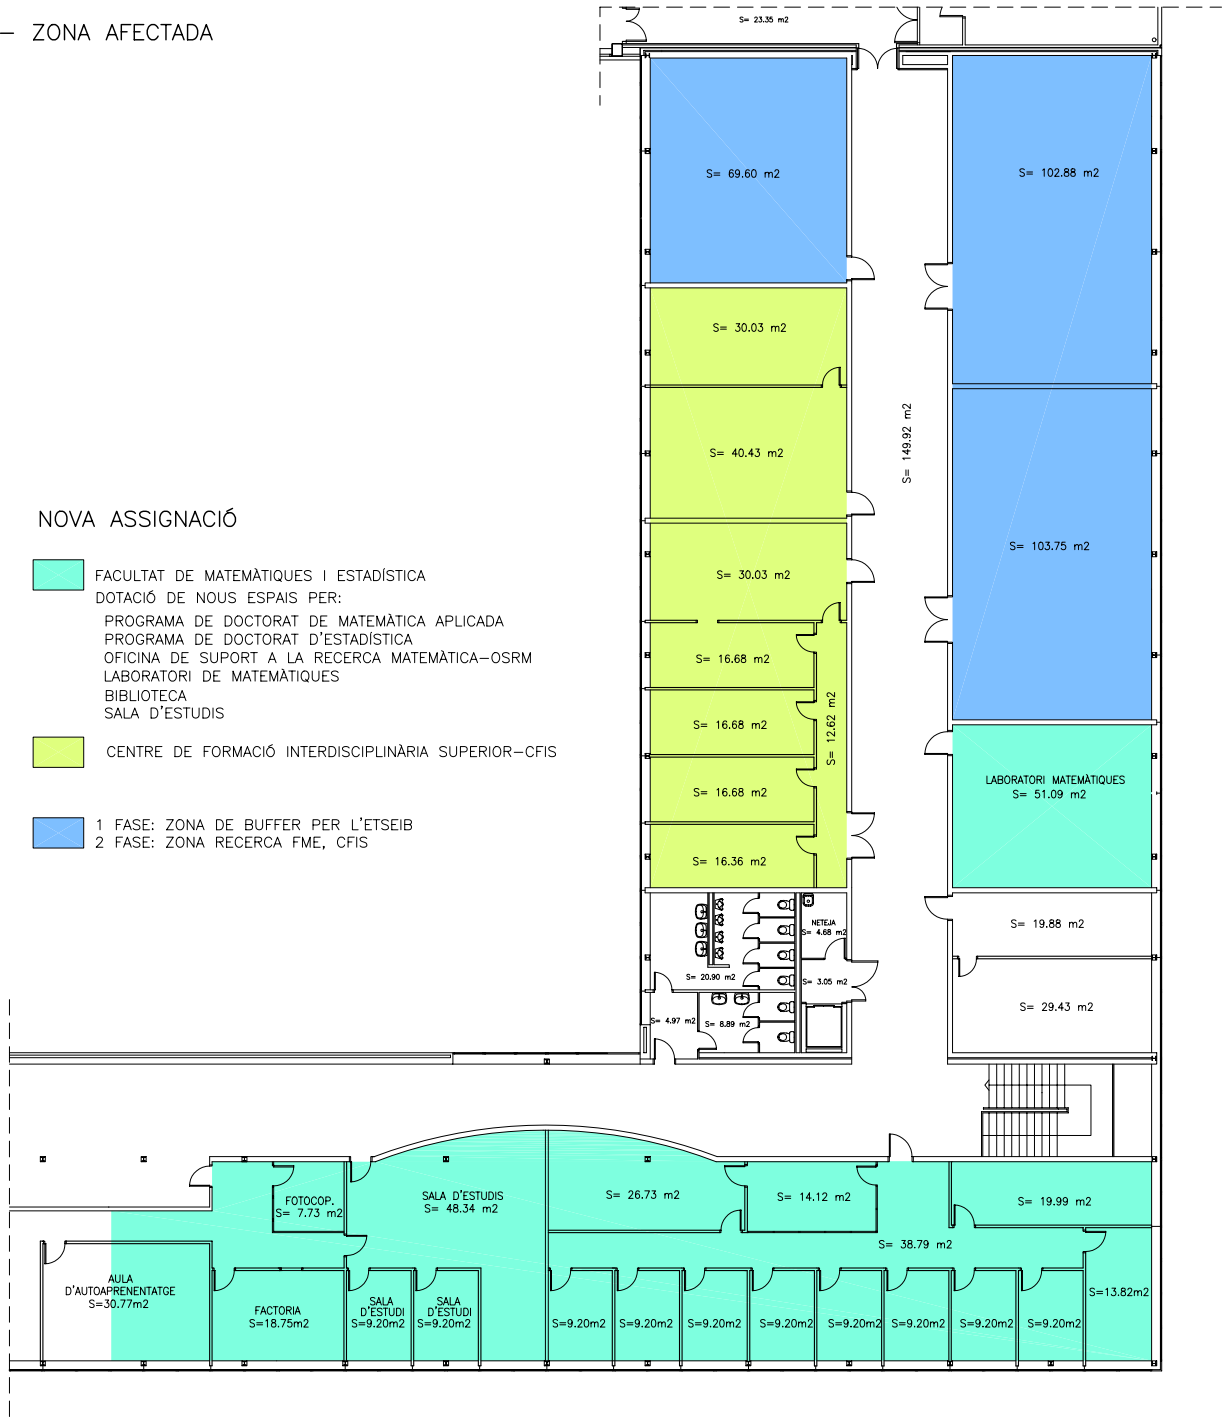 S= 23.35 m2
— ZONA AFECTADA
S= 69.60 m2
S= 102.88 m2
S= 30.03 m2
S= 149.92 m2
S= 40.43 m2
NOVA ASSIGNACIÓ
S= 103.75 m2
FACULTAT DE MATEMÀTIQUES I ESTADÍSTICA
DOTACIÓ DE NOUS ESPAIS PER:
PROGRAMA DE DOCTORAT DE MATEMÀTICA APLICADA
PROGRAMA DE DOCTORAT D'ESTADÍSTICA
OFICINA DE SUPORT A LA RECERCA MATEMÀTICA-OSRM
LABORATORI DE MATEMÀTIQUES
BIBLIOTECA
SALA D'ESTUDIS
CENTRE DE FORMACIÓ INTERDISCIPLINÀRIA SUPERIOR-CFIS
1 FASE: ZONA DE BUFFER PER L'ETSEIB
2 FASE: ZONA RECERCA FME, CFIS
S= 30.03 m2
S= 16.68 m2
S= 16.68 m2
S= 12.62 m2
S= 16.68 m2
S= 16.36 m2
LABORATORI MATEMÀTIQUES
S= 51.09 m2
NETEJA
S= 4.68 m2
S= 19.88 m2
S= 20.90 m2
S= 3.05 m2
S= 29.43 m2
S= 4.97 m2
S= 8.89 m2
FOTOCOP.
S= 7.73 m2
SALA D'ESTUDIS
S= 48.34 m2
S= 26.73 m2
S= 14.12 m2
S= 19.99 m2
S= 38.79 m2
AULA
D'AUTOAPRENENTATGE
S=30.77m2
FACTORIA
S=18.75m2
SALA
D'ESTUDI
S=9.20m2
SALA
D'ESTUDI
S=9.20m2
S=9.20m2
S=9.20m2
S=9.20m2
S=9.20m2
S=9.20m2
S=9.20m2
S=9.20m2
S=9.20m2
S=13.82m2